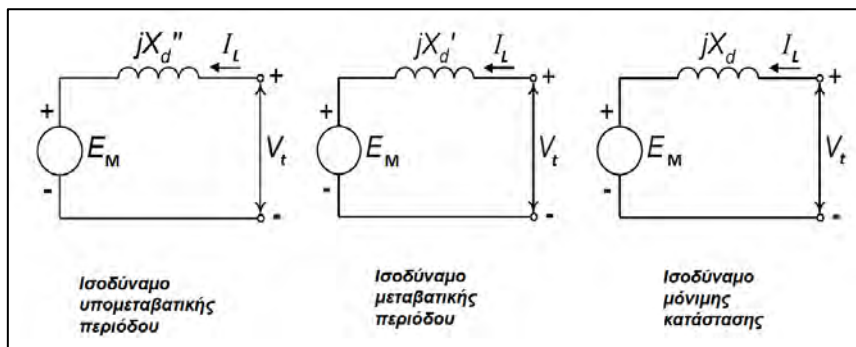 jX_d'' I_L
+
+
E_M V_t
-
-
Ισοδύναμο
υπομεταβατικής
περιόδου
jX_d' I_L
+
+
E_M V_t
-
-
Ισοδύναμο
μεταβατικής
περιόδου
jX_d I_L
+
+
E_M V_t
-
-
Ισοδύναμο
μόνιμης
κατάστασης